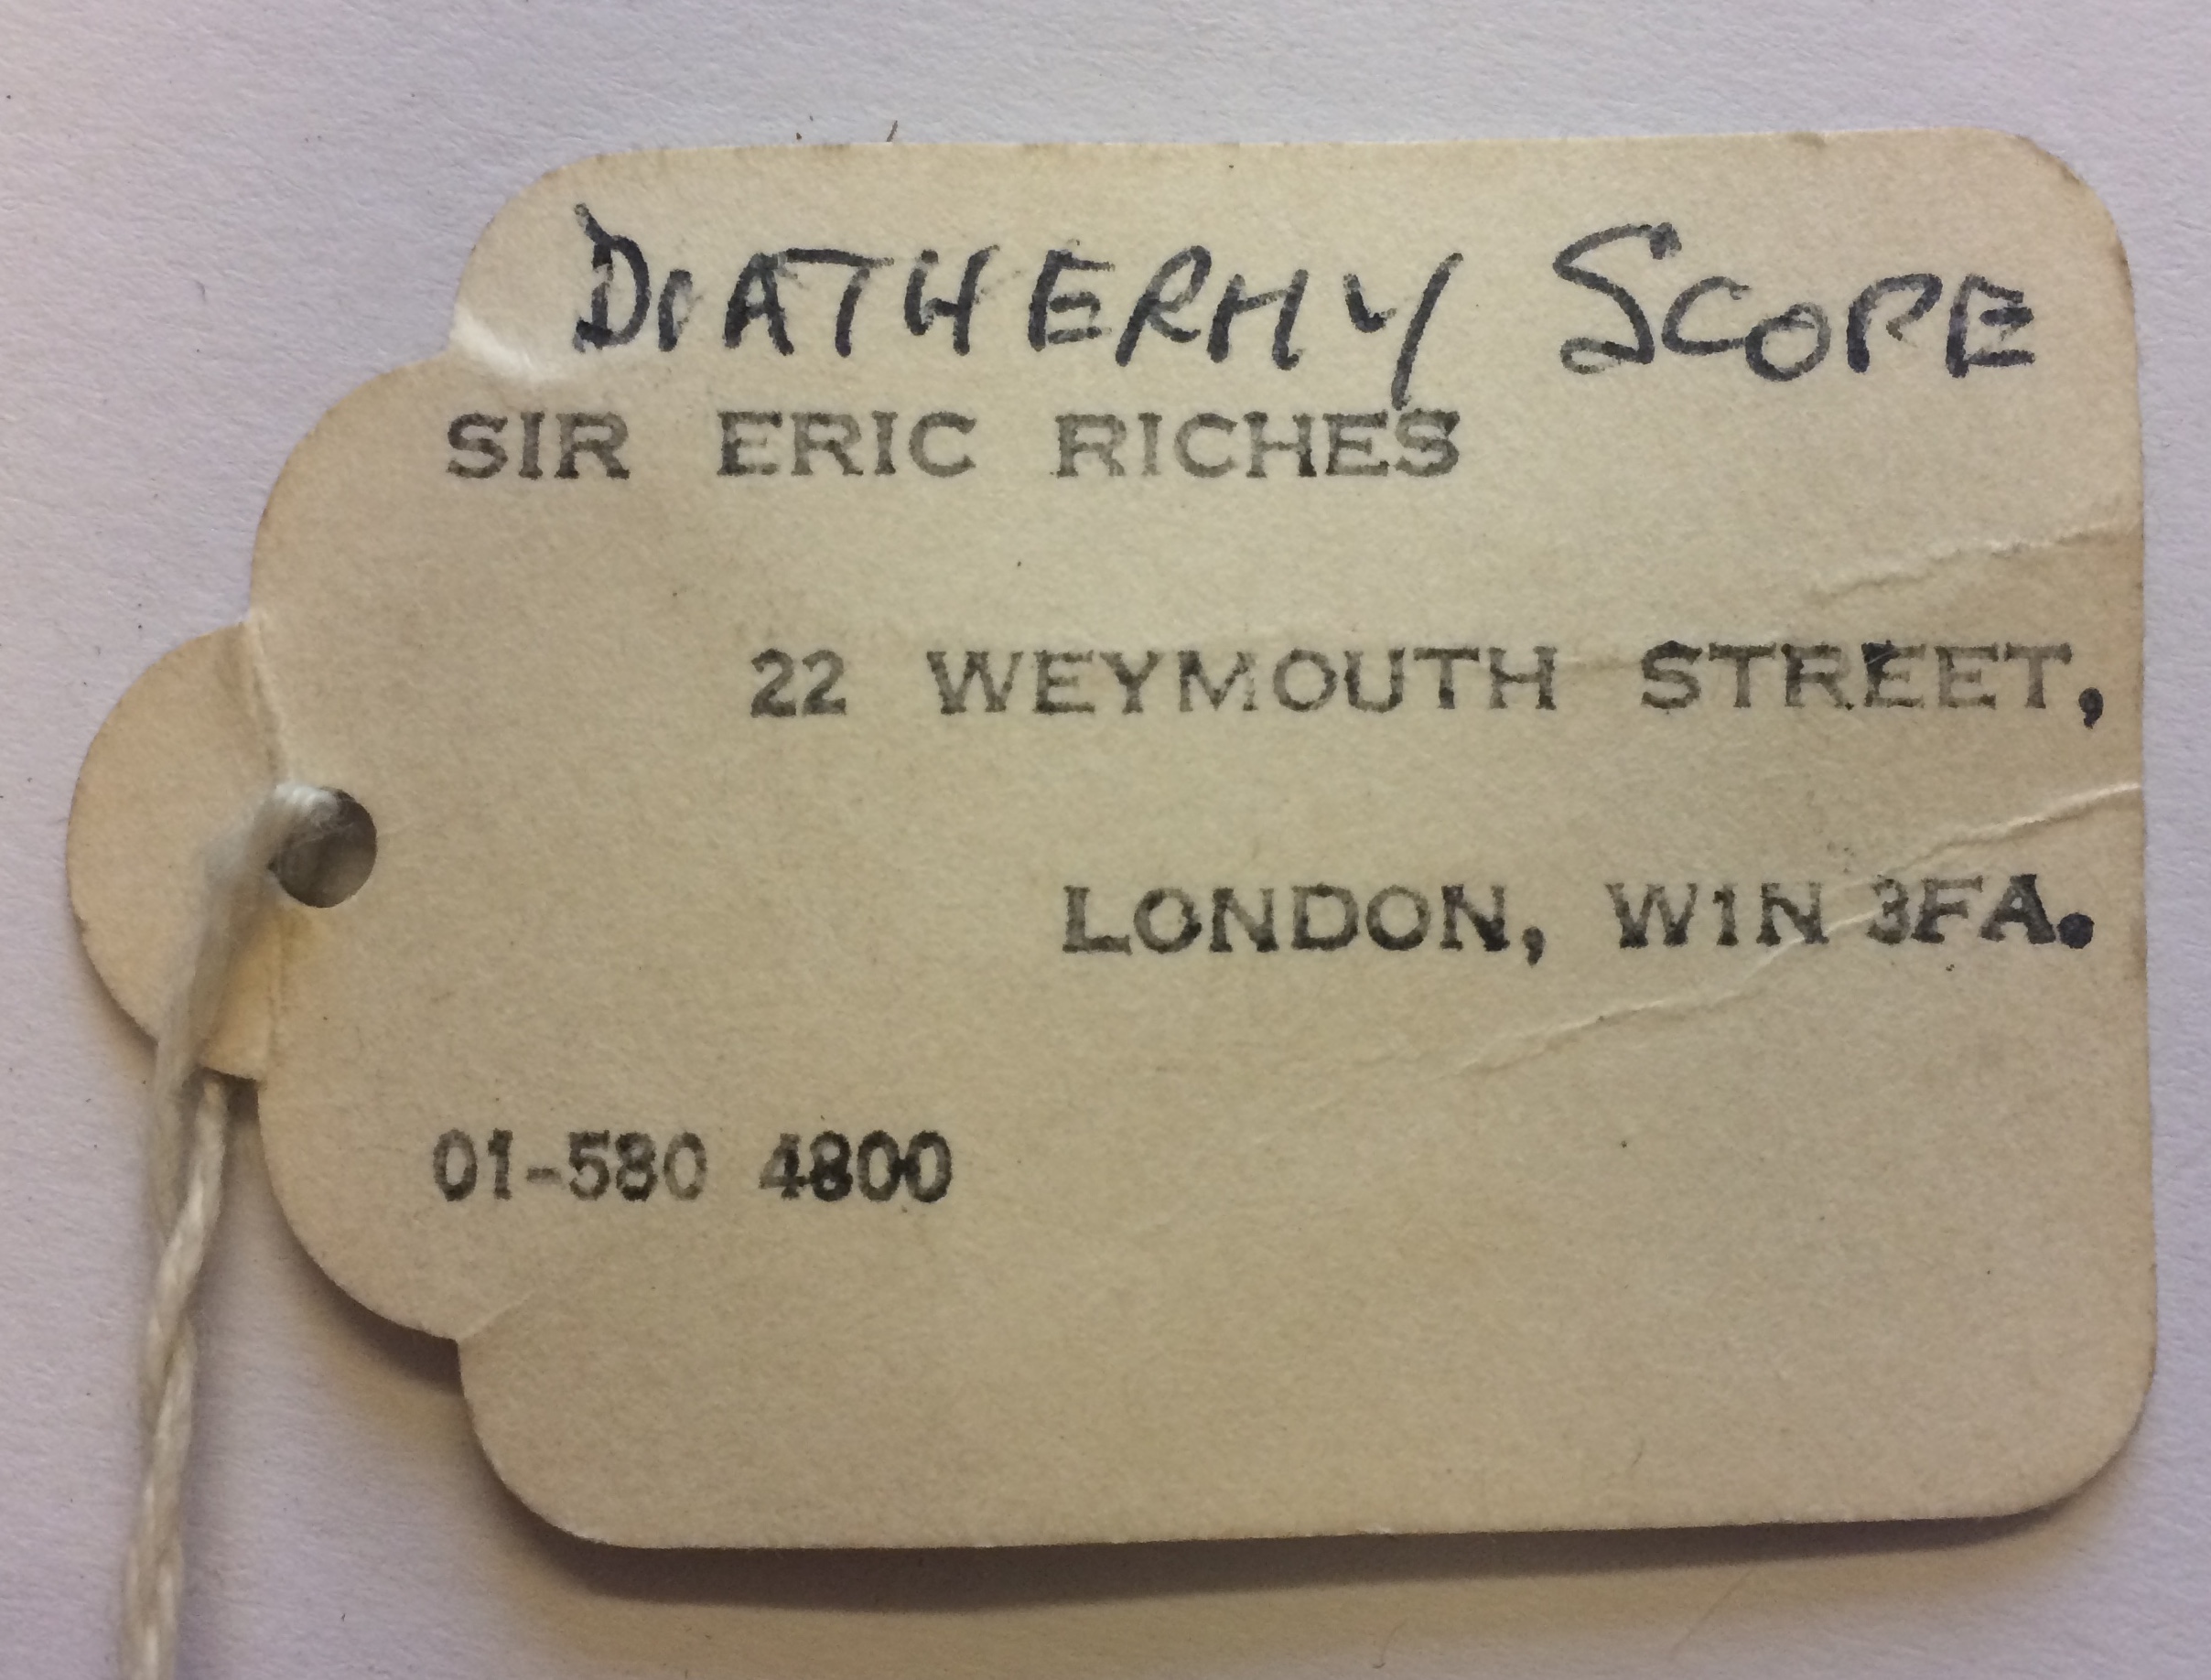 DIATHERMY SCOPE
SIR ERIC RICHES
22 WEYMOUTH STREET,
LONDON, W1N 3FA.
01-580 4800